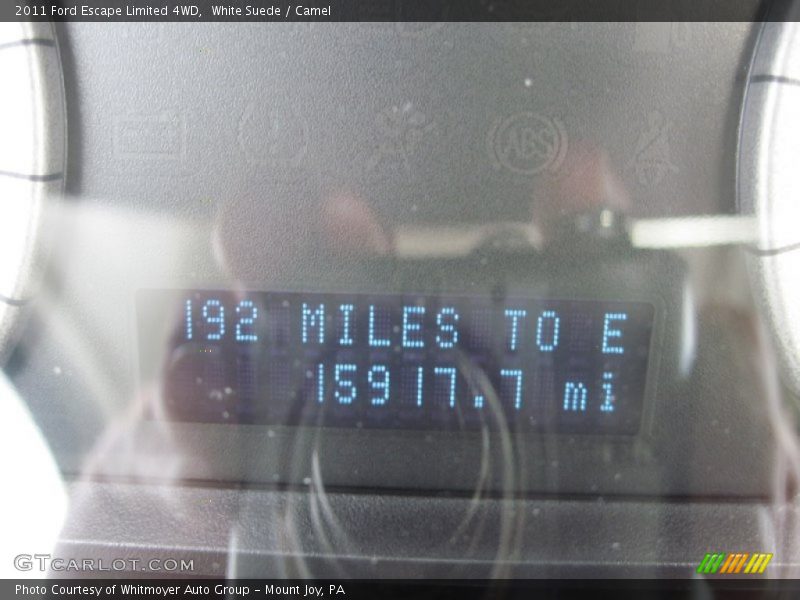 2011 Ford Escape Limited 4WD, White Suede / Camel
ABS
192 MILES TO E
15917.7 mi
GTCARLOT.COM
Photo Courtesy of Whitmoyer Auto Group - Mount Joy, PA